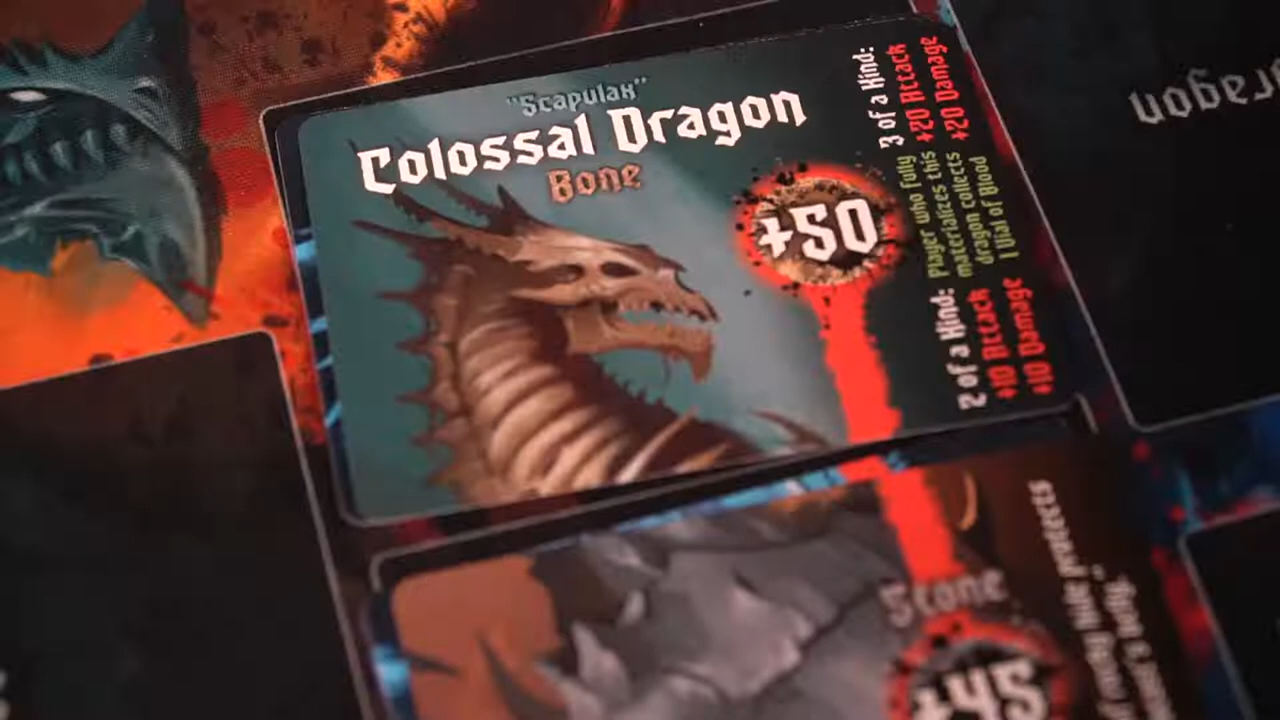 "Scapulax"
Colossal Dragon
Bone
+50
3 of a Kind:
+20 Attack
+20 Damage
Player who fully
materializes this
dragon collects
1 Vial of Blood
2 of a Kind:
+10 Attack
+10 Damage
Stone
+45
Dragon